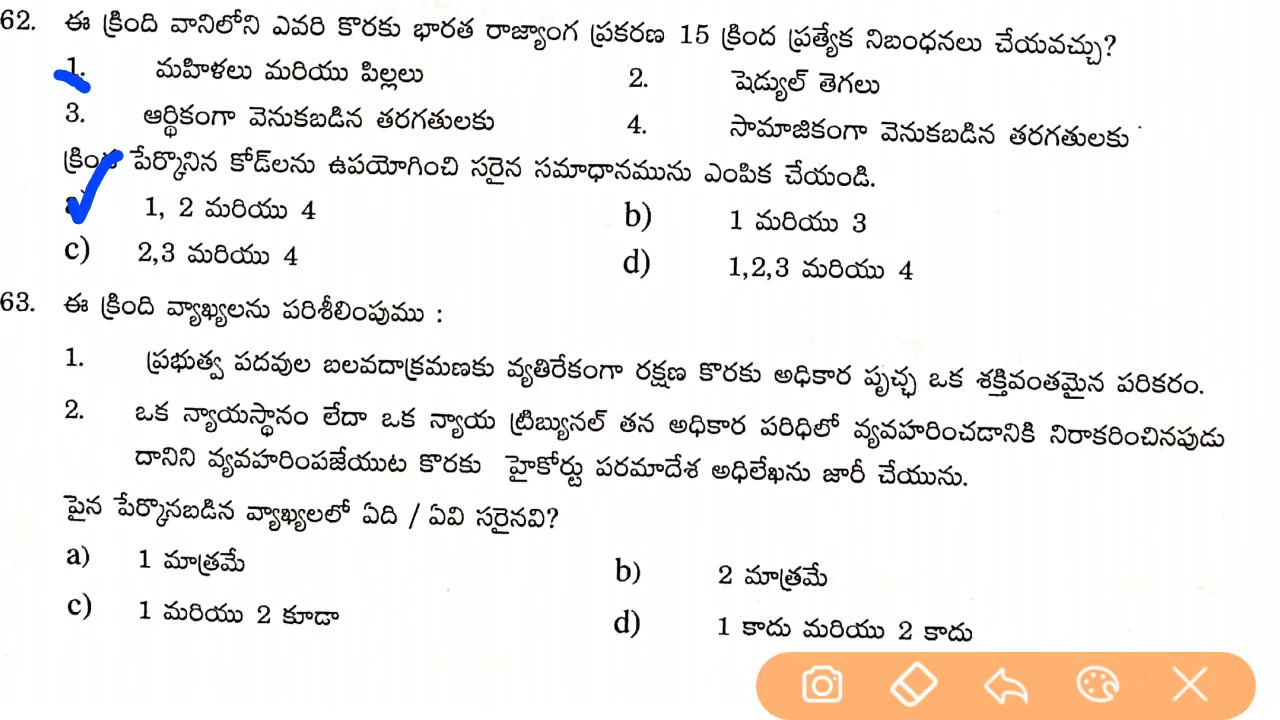 62. ఈ క్రింది వానిలోని ఎవరి కొరకు భారత రాజ్యాంగ ప్రకరణ 15 క్రింద ప్రత్యేక నిబంధనలు చేయవచ్చు?
1. మహిళలు మరియు పిల్లలు 2. షెడ్యుల్ తెగలు
3. ఆర్థికంగా వెనుకబడిన తరగతులకు 4. సామాజికంగా వెనుకబడిన తరగతులకు
క్రింద పేర్కొనిన కోడ్‌లను ఉపయోగించి సరైన సమాధానమును ఎంపిక చేయండి.
1, 2 మరియు 4 b) 1 మరియు 3
c) 2,3 మరియు 4 d) 1,2,3 మరియు 4
63. ఈ క్రింది వ్యాఖ్యలను పరిశీలింపుము :
1. ప్రభుత్వ పదవుల బలవదాక్రమణకు వ్యతిరేకంగా రక్షణ కొరకు అధికార పృచ్ఛ ఒక శక్తివంతమైన పరికరం.
2. ఒక న్యాయస్థానం లేదా ఒక న్యాయ ట్రిబ్యునల్ తన అధికార పరిధిలో వ్యవహరించడానికి నిరాకరించినపుడు
దానిని వ్యవహరింపజేయుట కొరకు హైకోర్టు పరమాదేశ అధిలేఖను జారీ చేయును.
పైన పేర్కొనబడిన వ్యాఖ్యలలో ఏది / ఏవి సరైనవి?
a) 1 మాత్రమే b) 2 మాత్రమే
c) 1 మరియు 2 కూడా d) 1 కాదు మరియు 2 కాదు